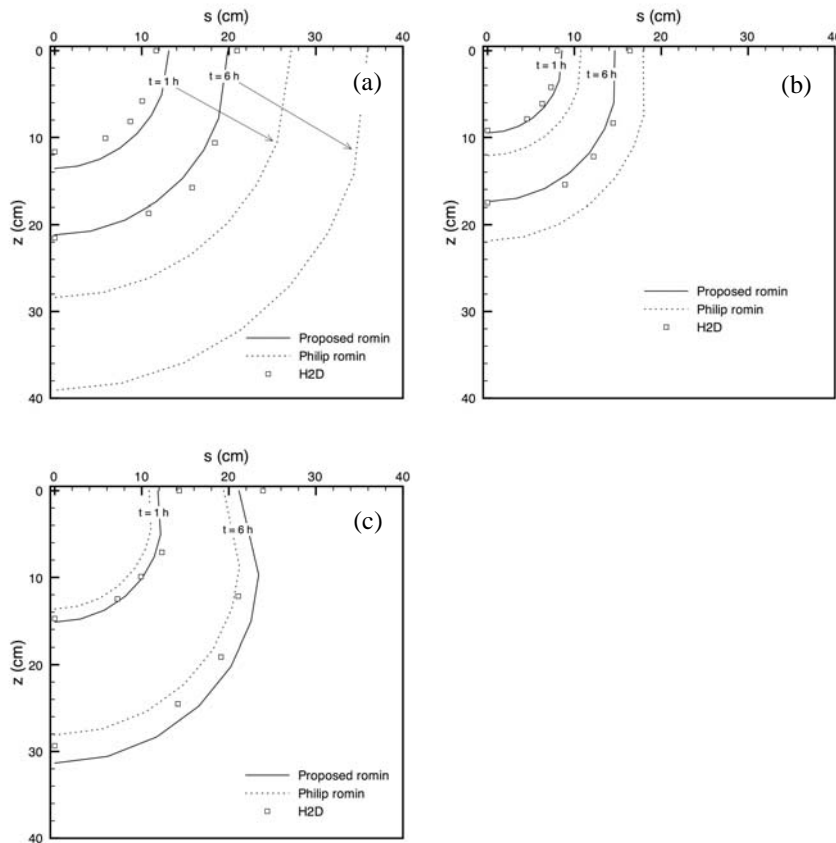 s (cm)
0 10 20 30 40
0
10
20
30
40
z (cm)
t = 1 h
t = 6 h
(a)
Proposed romin
Philip romin
H2D
s (cm)
0 10 20 30 40
0
10
20
30
40
z (cm)
t = 1 h
t = 6 h
(b)
Proposed romin
Philip romin
H2D
s (cm)
0 10 20 30 40
0
10
20
30
40
z (cm)
t = 1 h
t = 6 h
(c)
Proposed romin
Philip romin
H2D